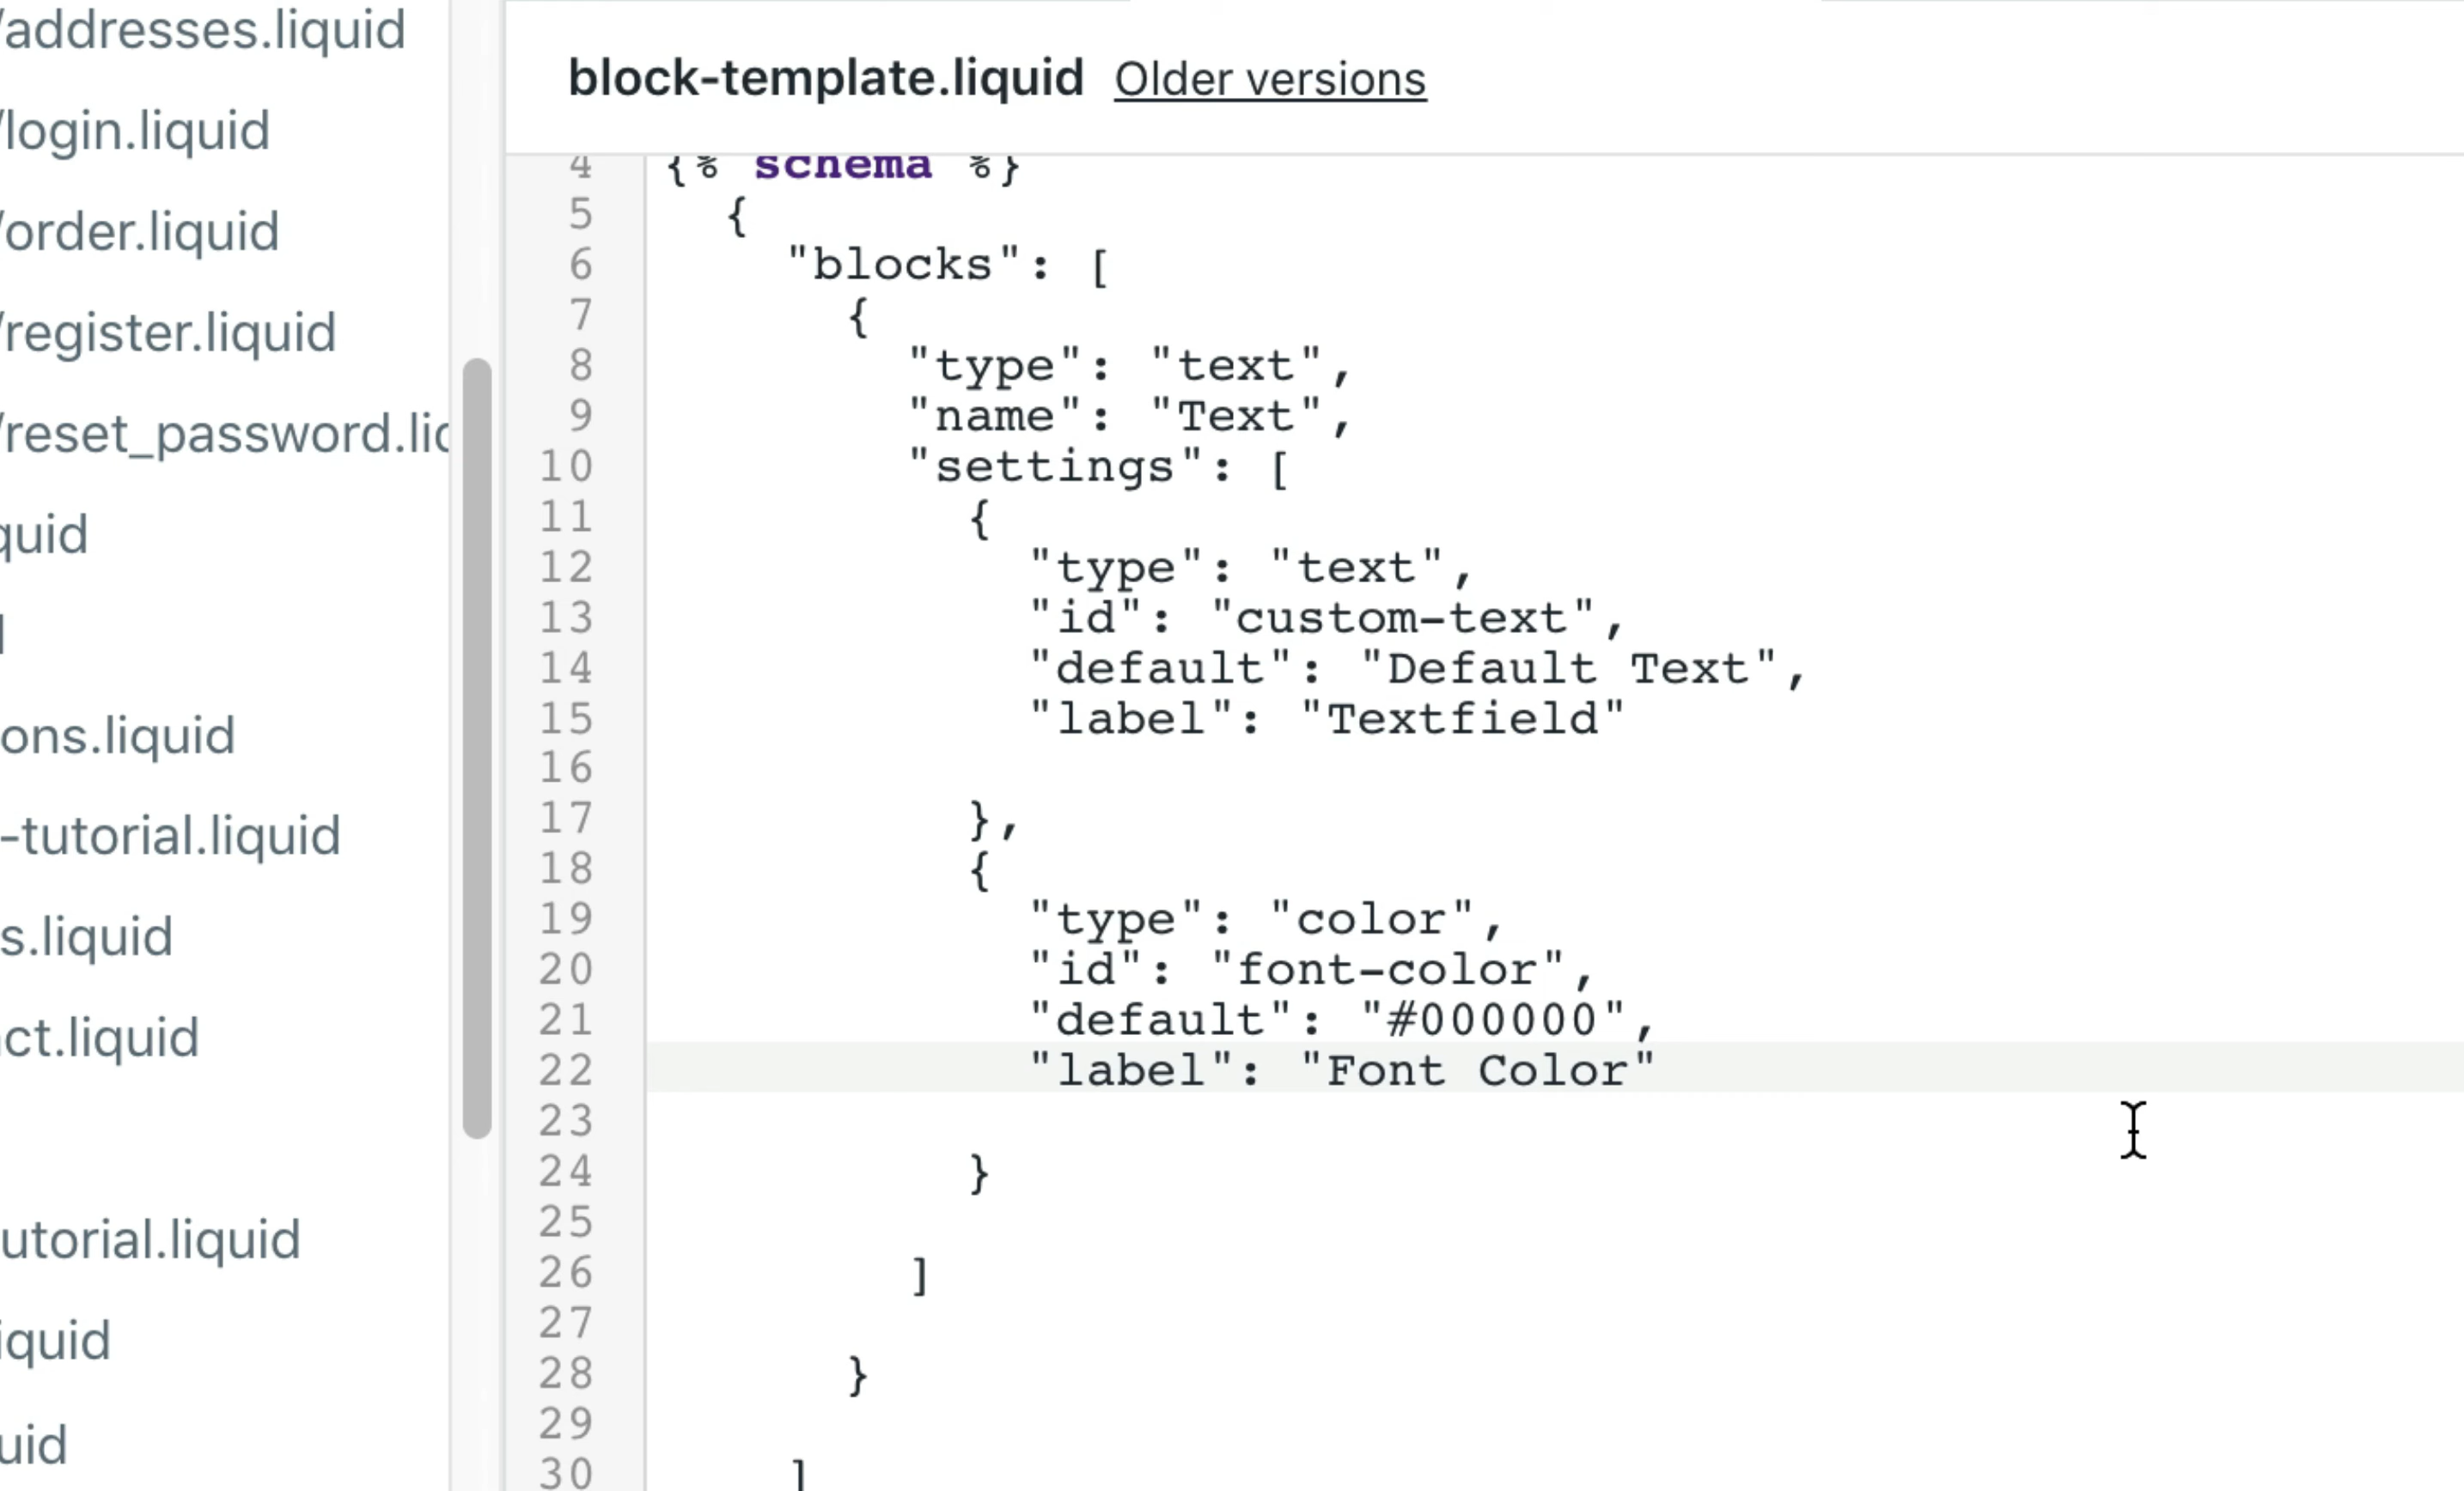 /addresses.liquid
/login.liquid
/order.liquid
/register.liquid
/reset_password.lic
quid
ons.liquid
-tutorial.liquid
s.liquid
act.liquid
utorial.liquid
iquid
uid
block-template.liquid Older versions
4 {% schema %}
5 {
6 "blocks": [
7 {
8 "type": "text",
9 "name": "Text",
10 "settings": [
11 {
12 "type": "text",
13 "id": "custom-text",
14 "default": "Default Text",
15 "label": "Textfield"
16
17 },
18 {
19 "type": "color",
20 "id": "font-color",
21 "default": "#000000",
22 "label": "Font Color"
23
24 }
25
26 ]
27
28 }
29
30 ]